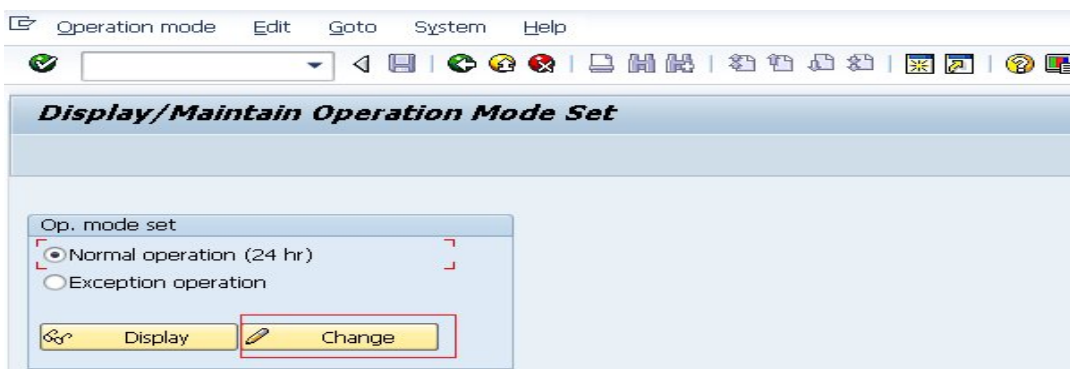 Operation mode Edit Goto System Help
Display/Maintain Operation Mode Set
Op. mode set
Normal operation (24 hr)
Exception operation
Display Change